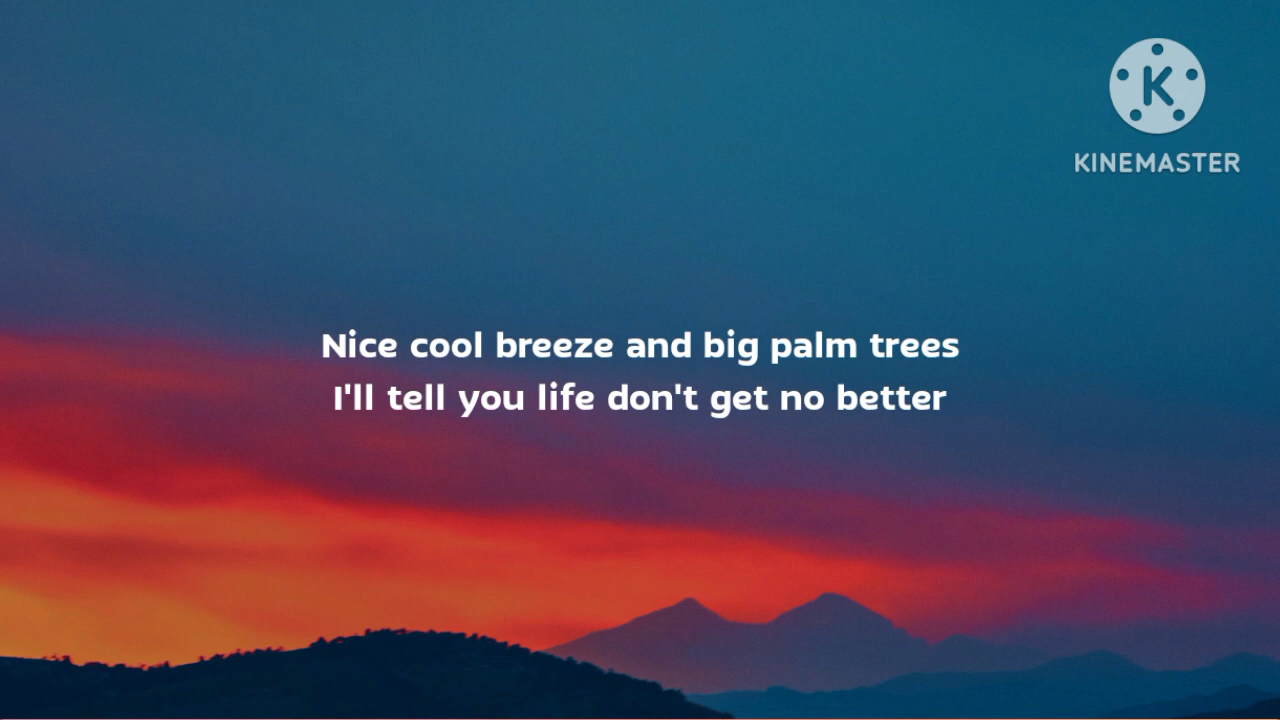 K
KINEMASTER
Nice cool breeze and big palm trees
I'll tell you life don't get no better